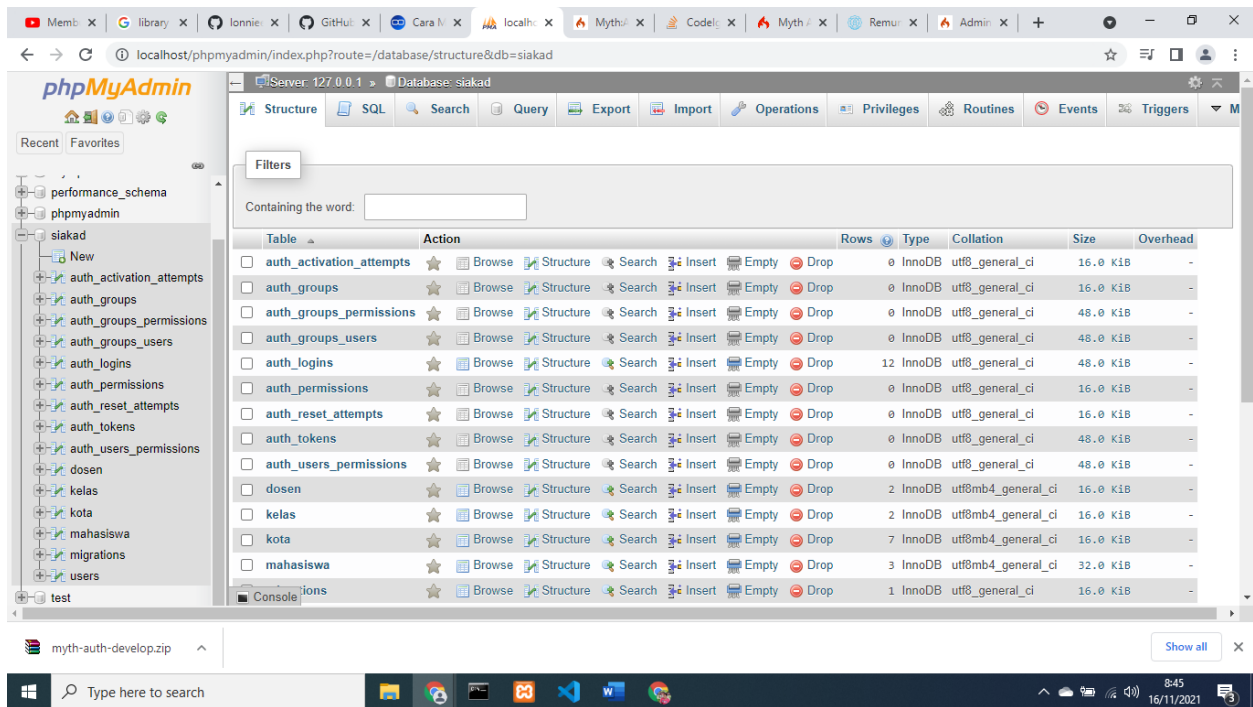 Memb
library
lonnie
GitHub
Cara M
localho
Myth:A
CodeIg
Myth /
Remur
Admin
localhost/phpmyadmin/index.php?route=/database/structure&db=siakad
phpMyAdmin
Recent Favorites
performance_schema
phpmyadmin
siakad
New
auth_activation_attempts
auth_groups
auth_groups_permissions
auth_groups_users
auth_logins
auth_permissions
auth_reset_attempts
auth_tokens
auth_users_permissions
dosen
kelas
kota
mahasiswa
migrations
users
test
Server: 127.0.0.1 » Database: siakad
Structure SQL Search Query Export Import Operations Privileges Routines Events Triggers M
Filters
Containing the word:
Table Action Rows Type Collation Size Overhead
auth_activation_attempts Browse Structure Search Insert Empty Drop 0 InnoDB utf8_general_ci 16.0 KiB -
auth_groups Browse Structure Search Insert Empty Drop 0 InnoDB utf8_general_ci 16.0 KiB -
auth_groups_permissions Browse Structure Search Insert Empty Drop 0 InnoDB utf8_general_ci 48.0 KiB -
auth_groups_users Browse Structure Search Insert Empty Drop 0 InnoDB utf8_general_ci 48.0 KiB -
auth_logins Browse Structure Search Insert Empty Drop 12 InnoDB utf8_general_ci 48.0 KiB -
auth_permissions Browse Structure Search Insert Empty Drop 0 InnoDB utf8_general_ci 16.0 KiB -
auth_reset_attempts Browse Structure Search Insert Empty Drop 0 InnoDB utf8_general_ci 16.0 KiB -
auth_tokens Browse Structure Search Insert Empty Drop 0 InnoDB utf8_general_ci 48.0 KiB -
auth_users_permissions Browse Structure Search Insert Empty Drop 0 InnoDB utf8_general_ci 48.0 KiB -
dosen Browse Structure Search Insert Empty Drop 2 InnoDB utf8mb4_general_ci 16.0 KiB -
kelas Browse Structure Search Insert Empty Drop 2 InnoDB utf8mb4_general_ci 16.0 KiB -
kota Browse Structure Search Insert Empty Drop 7 InnoDB utf8mb4_general_ci 16.0 KiB -
mahasiswa Browse Structure Search Insert Empty Drop 3 InnoDB utf8mb4_general_ci 32.0 KiB -
tions Browse Structure Search Insert Empty Drop 1 InnoDB utf8_general_ci 16.0 KiB -
Console
myth-auth-develop.zip
Show all
Type here to search
8:45
16/11/2021
3